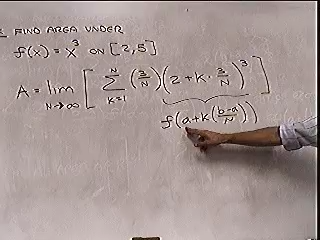 FIND AREA UNDER
f(x) = x³ ON [2,5]
A = lim N→∞ [ ∑ k=1 N (3/N)(2+k·3/N)³ ]
f(a+k(b-a/N))